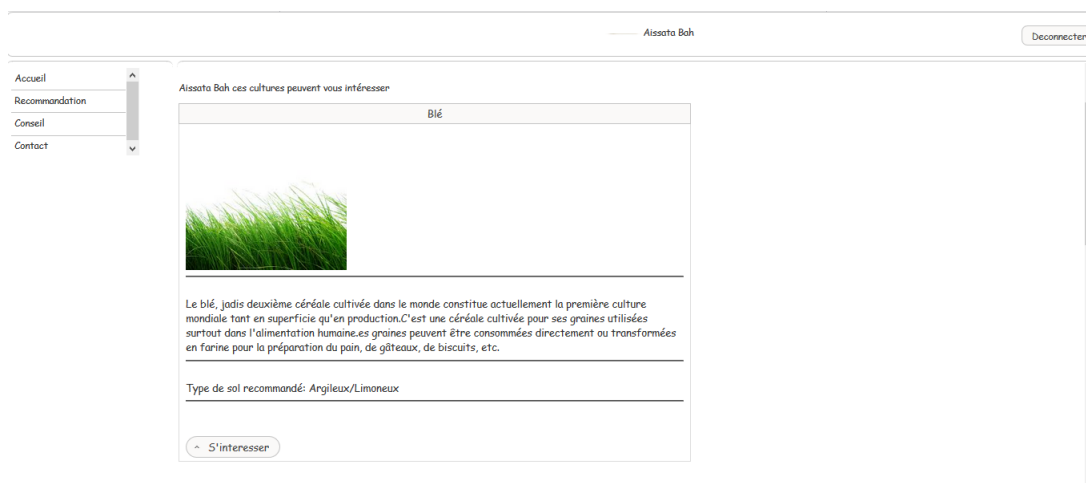 Aissata Bah
Deconnecter
Accueil
Recommandation
Conseil
Contact
Aissata Bah ces cultures peuvent vous intéresser
Blé
Le blé, jadis deuxième céréale cultivée dans le monde constitue actuellement la première culture
mondiale tant en superficie qu'en production.C'est une céréale cultivée pour ses graines utilisées
surtout dans l'alimentation humaine.es graines peuvent être consommées directement ou transformées
en farine pour la préparation du pain, de gâteaux, de biscuits, etc.
Type de sol recommandé: Argileux/Limoneux
S'interesser